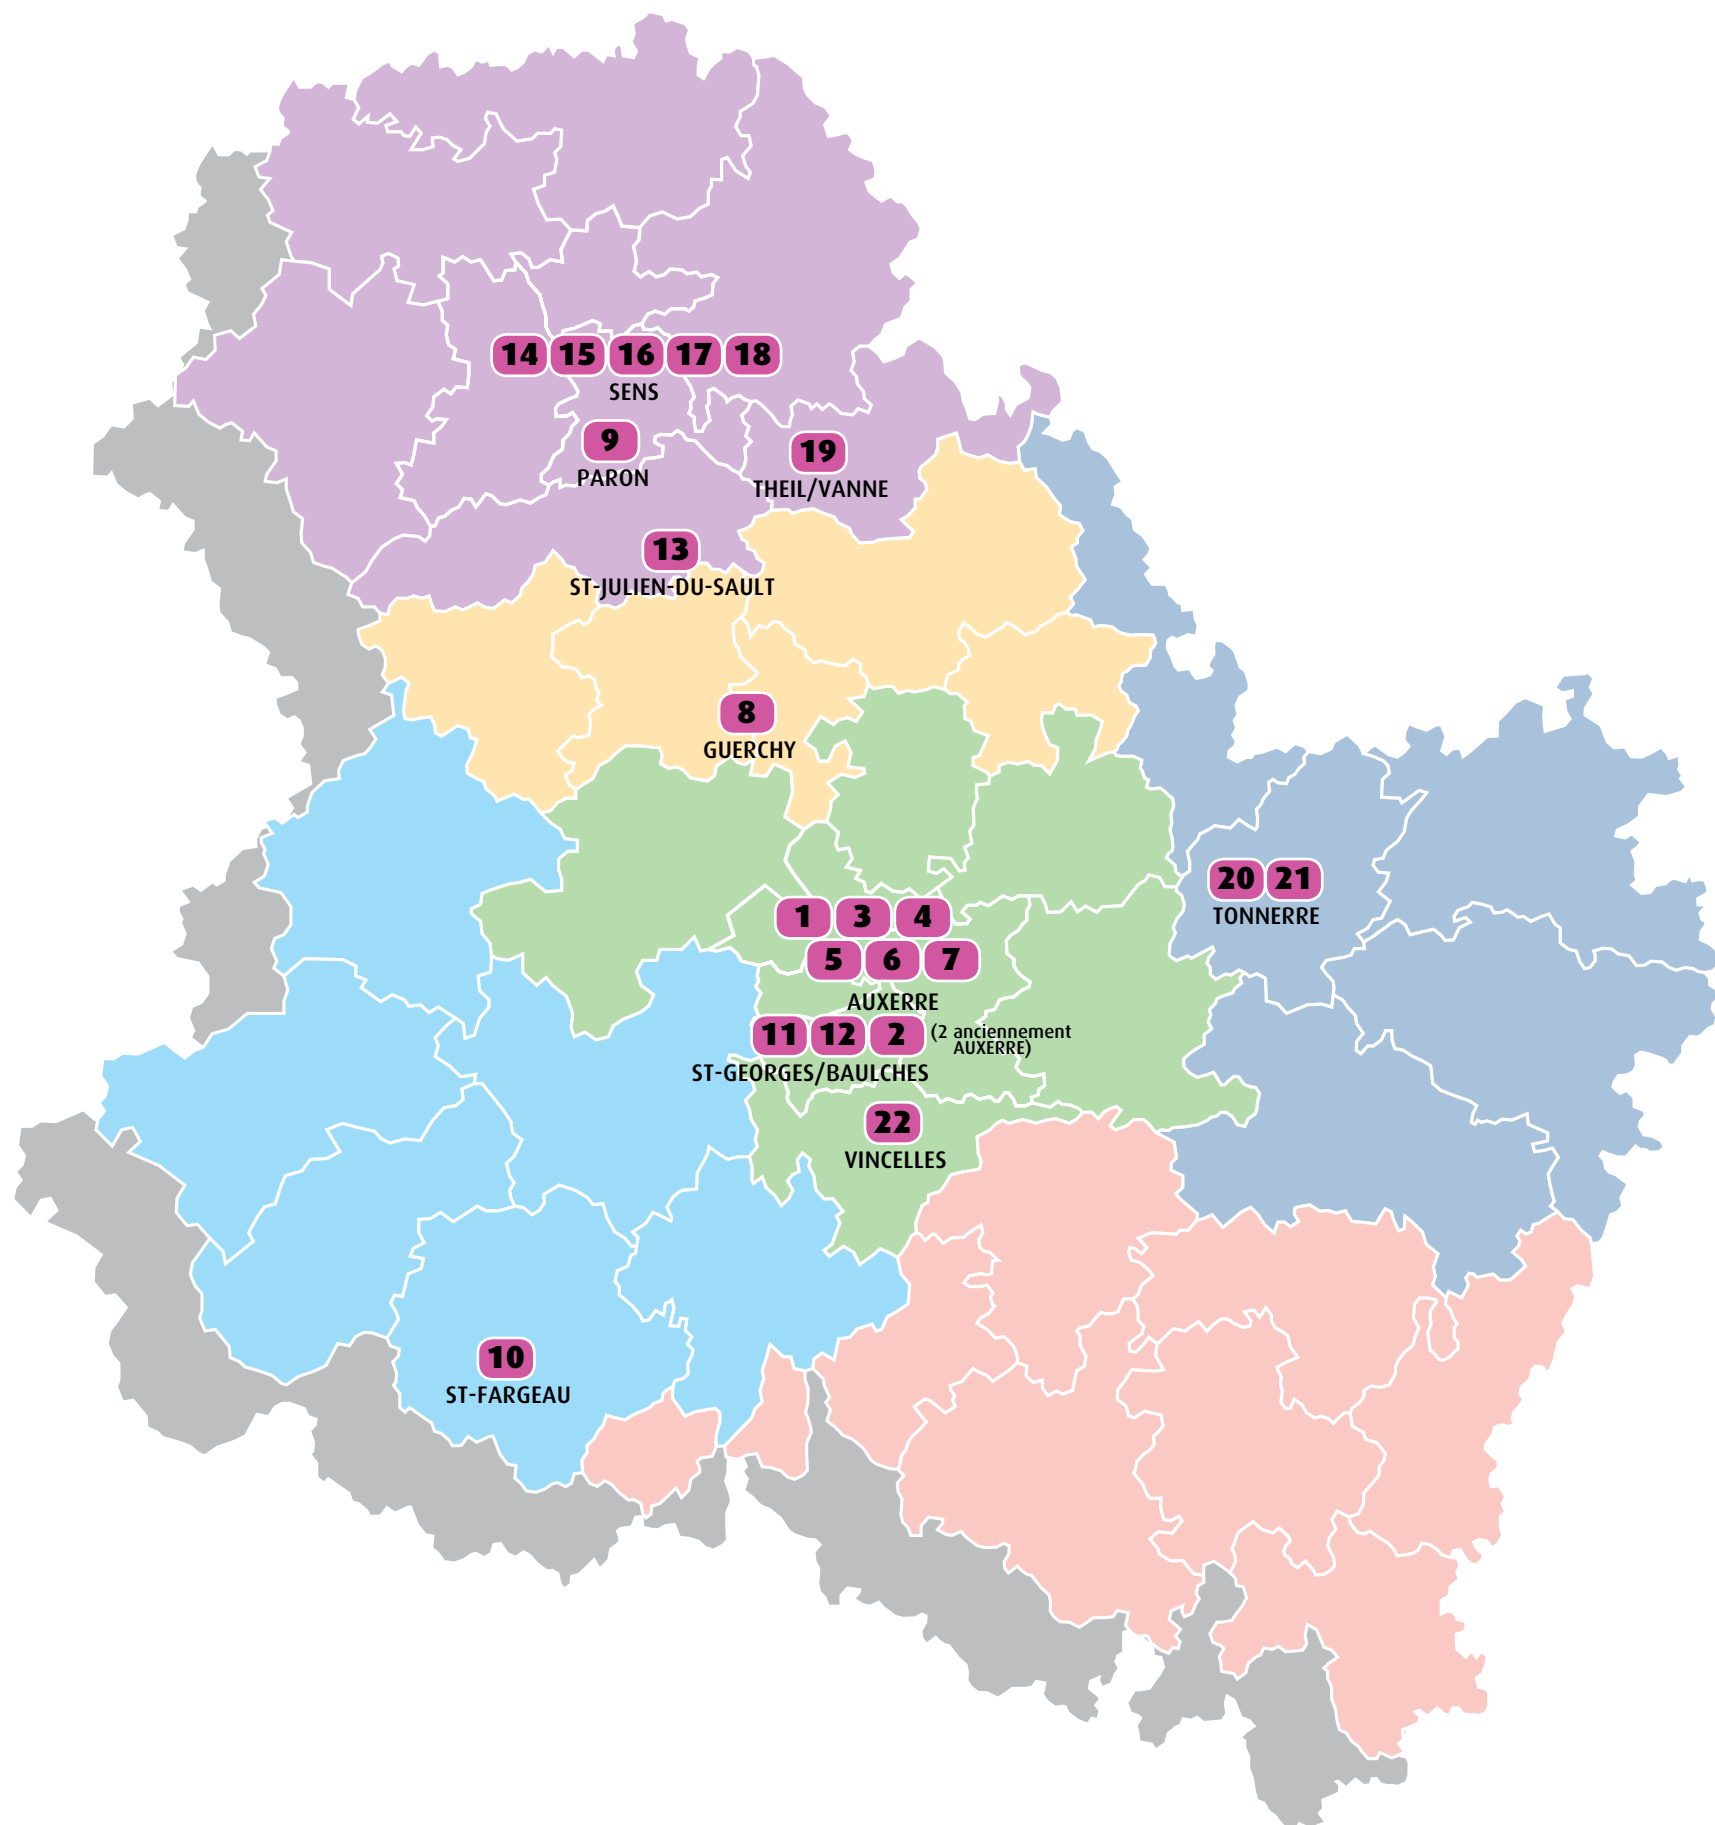 14 15 16 17 18
SENS
9
PARON
19
THEIL/VANNE
13
ST-JULIEN-DU-SAULT
8
GUERCHY
20 21
TONNERRE
1 3 4
5 6 7
AUXERRE
11 12 2 (2 anciennement
AUXERRE)
ST-GEORGES/BAULCHES
22
VINCELLES
10
ST-FARGEAU